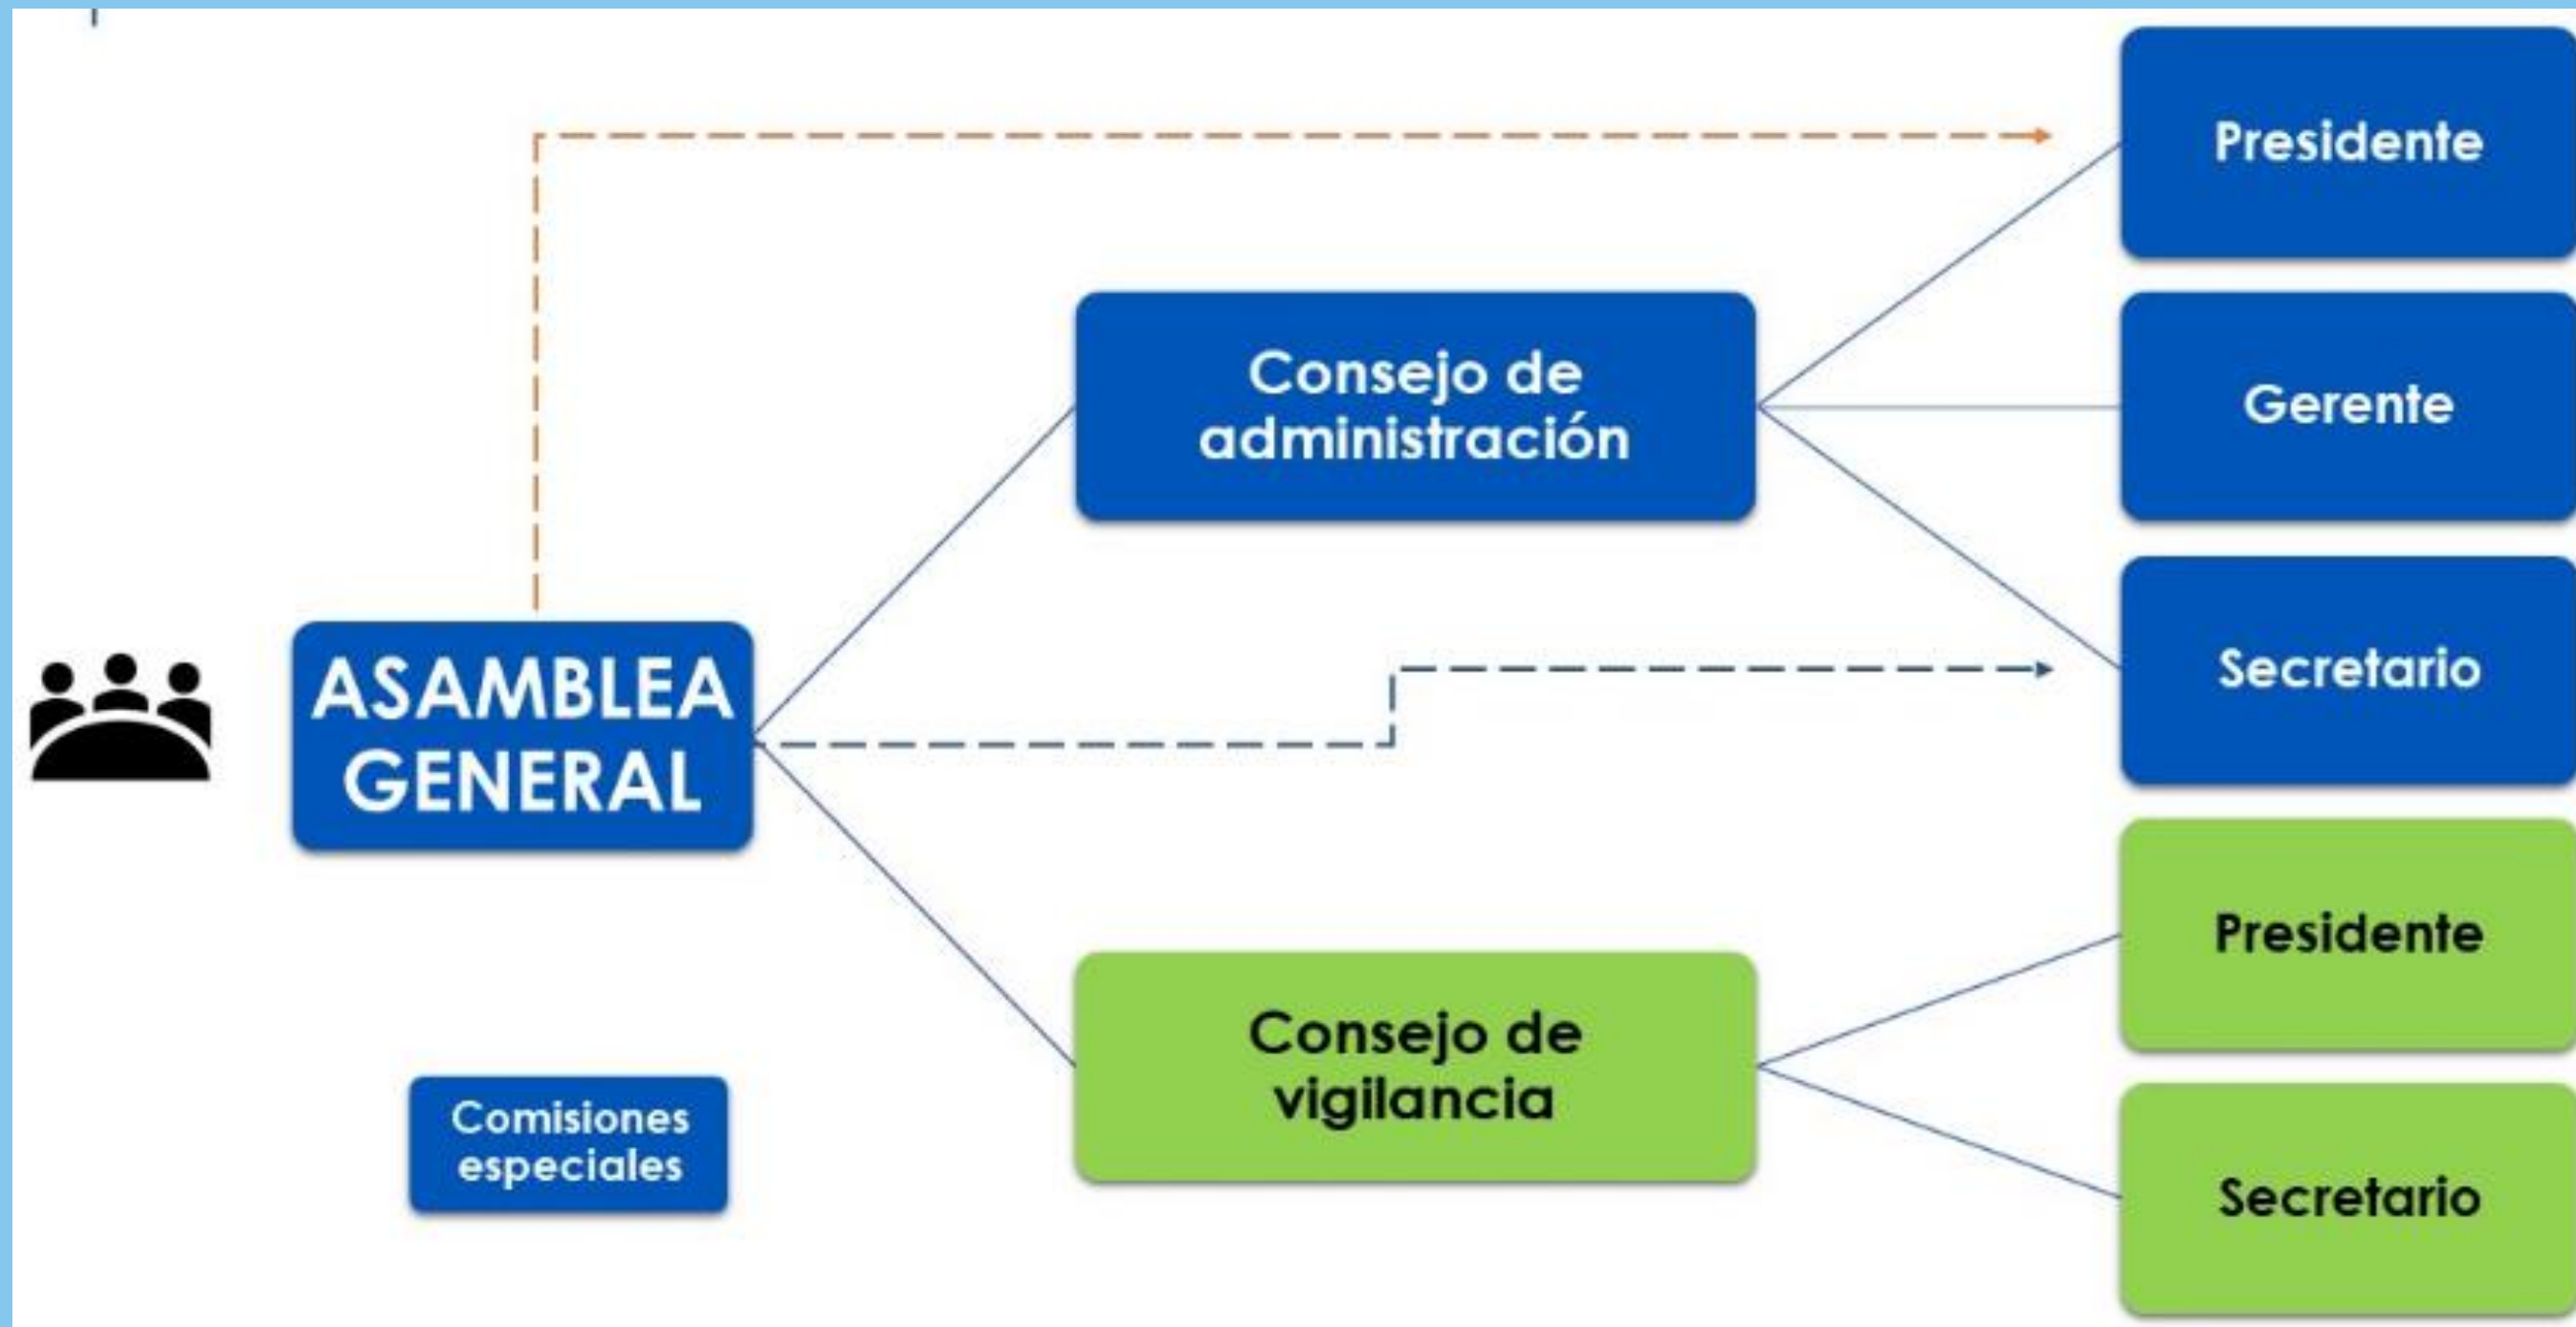 Presidente
Consejo de
administración
Gerente
Secretario
ASAMBLEA
GENERAL
Presidente
Consejo de
vigilancia
Comisiones
especiales
Secretario